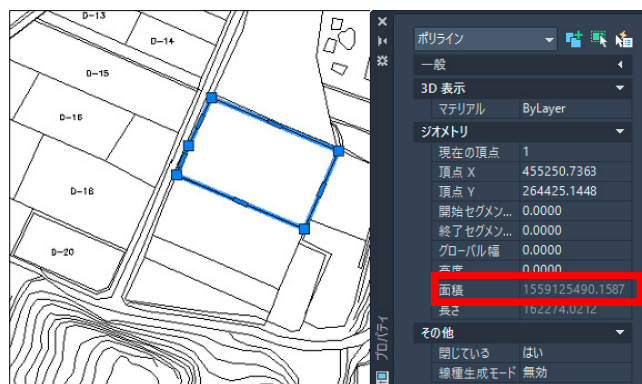 D-13
D-14
D-15
D-16
D-16
D-20
ポリライン
一般
3D 表示
マテリアル ByLayer
ジオメトリ
現在の頂点 1
頂点 X 455250.7363
頂点 Y 264425.1448
開始セグメン... 0.0000
終了セグメン... 0.0000
グローバル幅 0.0000
高度 0.0000
面積 1559125490.1587
長さ 162274.0212
その他
閉じている はい
線種生成モード 無効
プロパティ